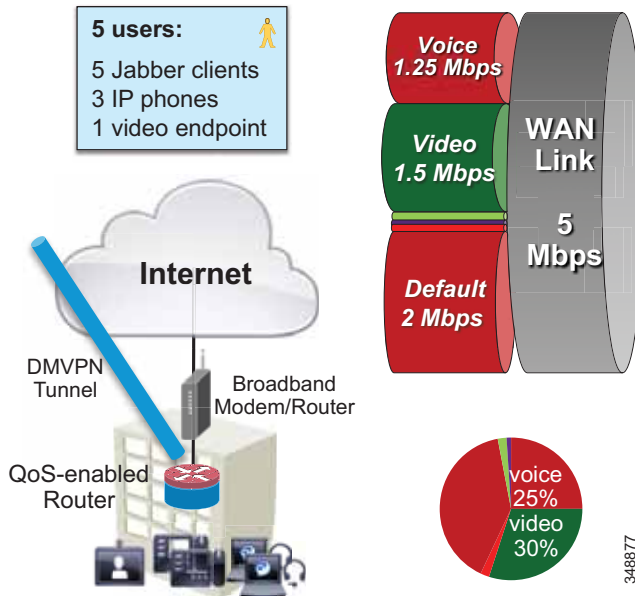 5 users:
5 Jabber clients
3 IP phones
1 video endpoint
Voice
1.25 Mbps
Video
1.5 Mbps
Default
2 Mbps
WAN
Link
5
Mbps
Internet
DMVPN
Tunnel
Broadband
Modem/Router
QoS-enabled
Router
voice
25%
video
30%
348877